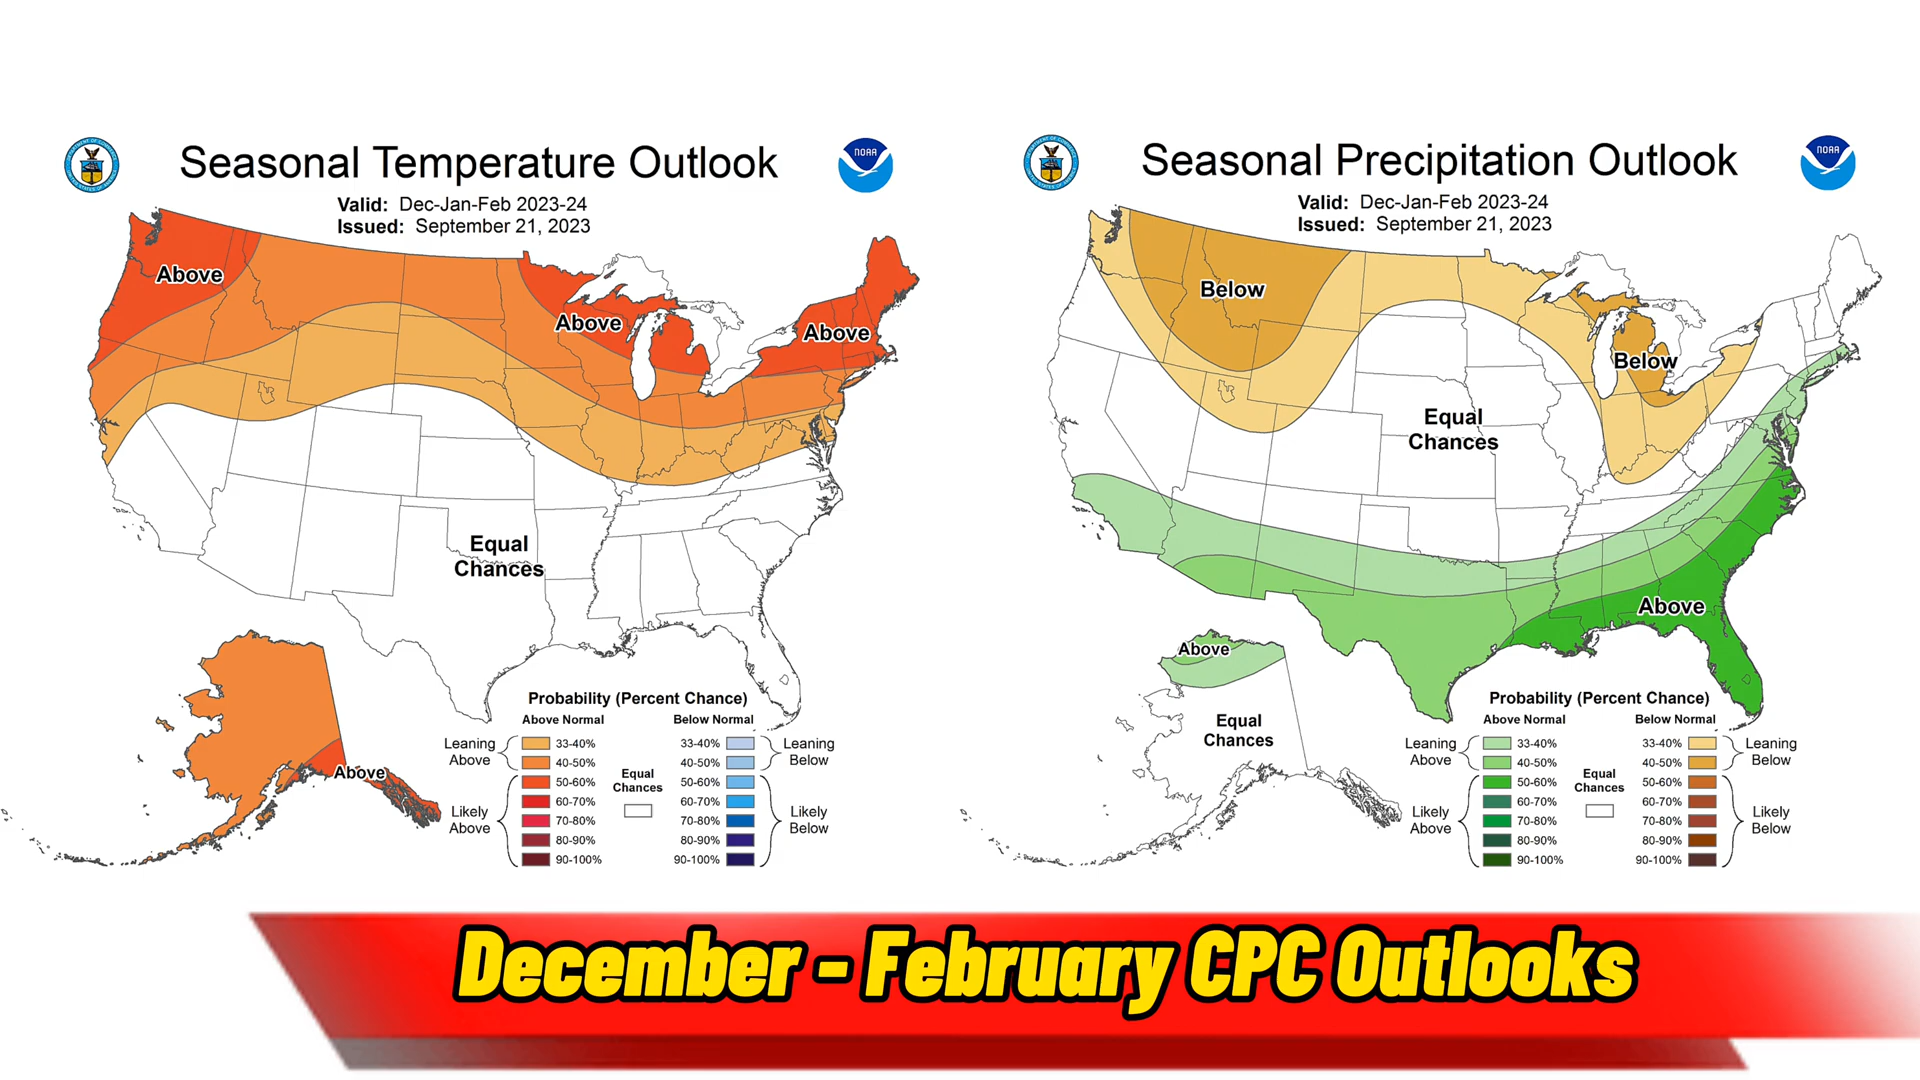 Seasonal Temperature Outlook
NOAA
Valid: Dec-Jan-Feb 2023-24
Issued: September 21, 2023
Above
Above
Above
Equal
Chances
Above
Probability (Percent Chance)
Above Normal
Below Normal
Leaning
Above
33-40%
40-50%
50-60%
60-70%
70-80%
80-90%
90-100%
Likely
Above
Equal
Chances
33-40%
40-50%
50-60%
60-70%
70-80%
80-90%
90-100%
Leaning
Below
Likely
Below
Seasonal Precipitation Outlook
NOAA
Valid: Dec-Jan-Feb 2023-24
Issued: September 21, 2023
Below
Below
Equal
Chances
Above
Above
Equal
Chances
Probability (Percent Chance)
Above Normal
Below Normal
Leaning
Above
33-40%
40-50%
50-60%
60-70%
70-80%
80-90%
90-100%
Likely
Above
Equal
Chances
33-40%
40-50%
50-60%
60-70%
70-80%
80-90%
90-100%
Leaning
Below
Likely
Below
December - February CPC Outlooks